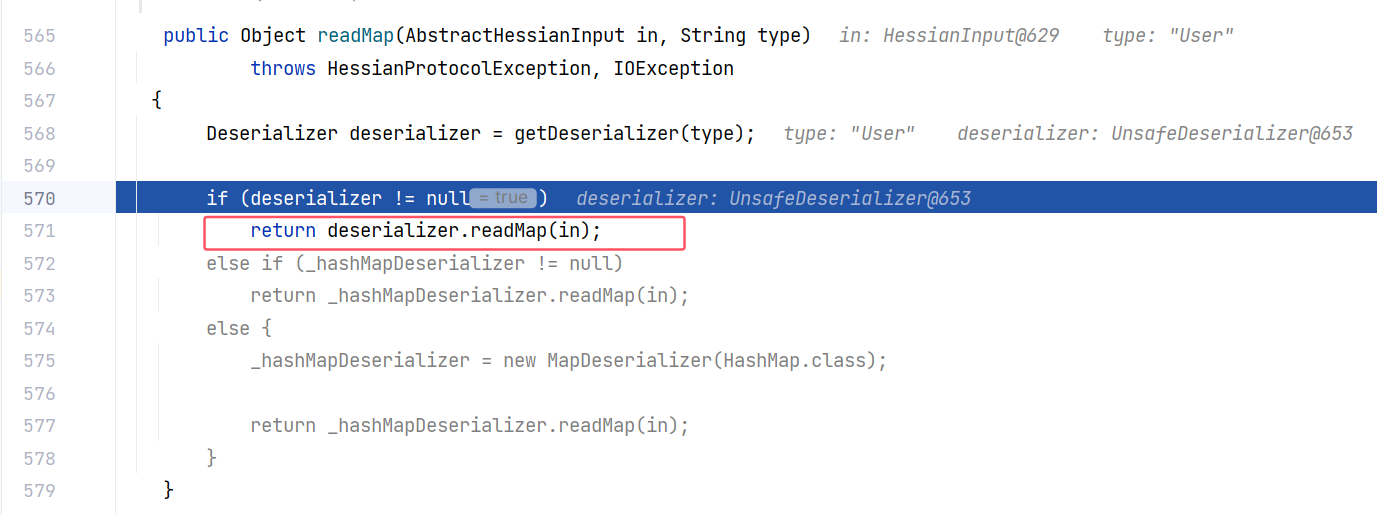 565 public Object readMap(AbstractHessianInput in, String type) in: HessianInput@629 type: "User"
566 throws HessianProtocolException, IOException
567 {
568 Deserializer deserializer = getDeserializer(type); type: "User" deserializer: UnsafeDeserializer@653
569
570 if (deserializer != null = true ) deserializer: UnsafeDeserializer@653
571 return deserializer.readMap(in);
572 else if (_hashMapDeserializer != null)
573 return _hashMapDeserializer.readMap(in);
574 else {
575 _hashMapDeserializer = new MapDeserializer(HashMap.class);
576
577 return _hashMapDeserializer.readMap(in);
578 }
579 }